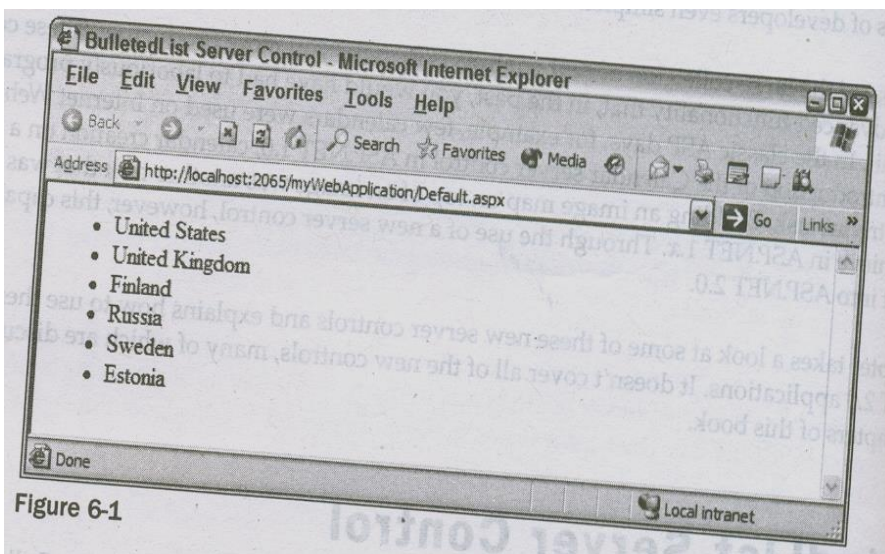 BulletedList Server Control - Microsoft Internet Explorer
File Edit View Favorites Tools Help
Back Search Favorites Media
Address http://localhost:2065/myWebApplication/Default.aspx Go Links »
• United States
• United Kingdom
• Finland
• Russia
• Sweden
• Estonia
Done Local intranet
Figure 6-1